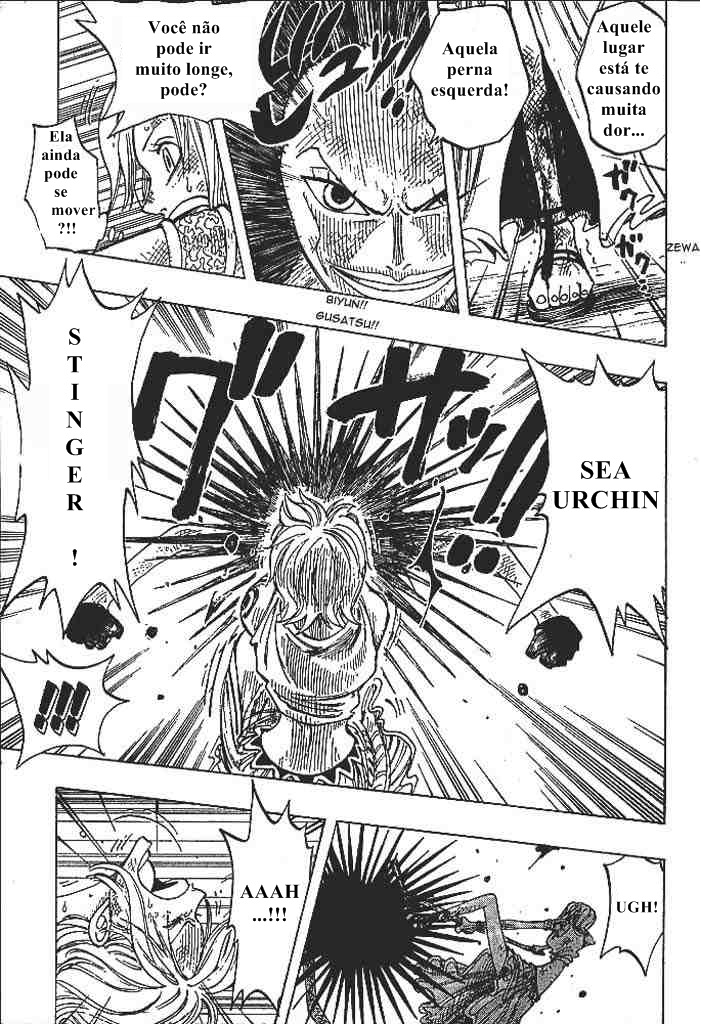 Aquele
lugar
está te
causando
muita
dor...
ZEWA
..
Aquela
perna
esquerda!
BIYUN!!
GUSATSU!!
Você não
pode ir
muito longe,
pode?
Ela
ainda
pode
se
mover
?!!
SEA
URCHIN
S
T
I
N
G
E
R
!
!!!
UGH!
AAAH
...!!!